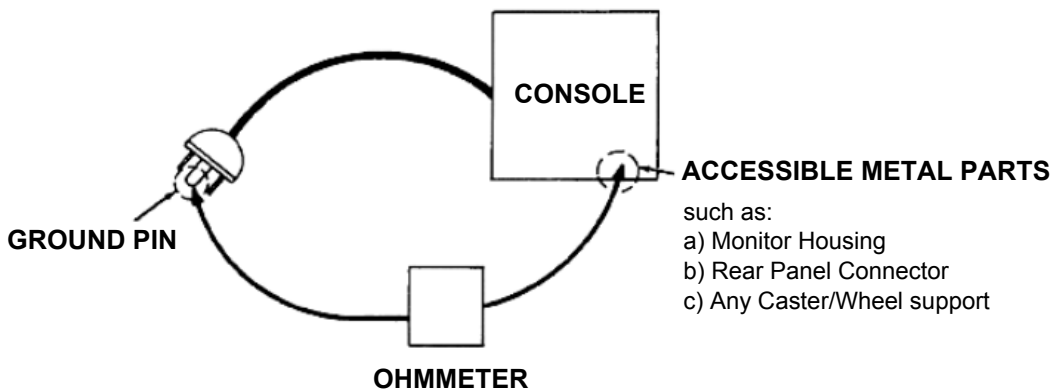 CONSOLE
ACCESSIBLE METAL PARTS
such as:
a) Monitor Housing
b) Rear Panel Connector
c) Any Caster/Wheel support
GROUND PIN
OHMMETER